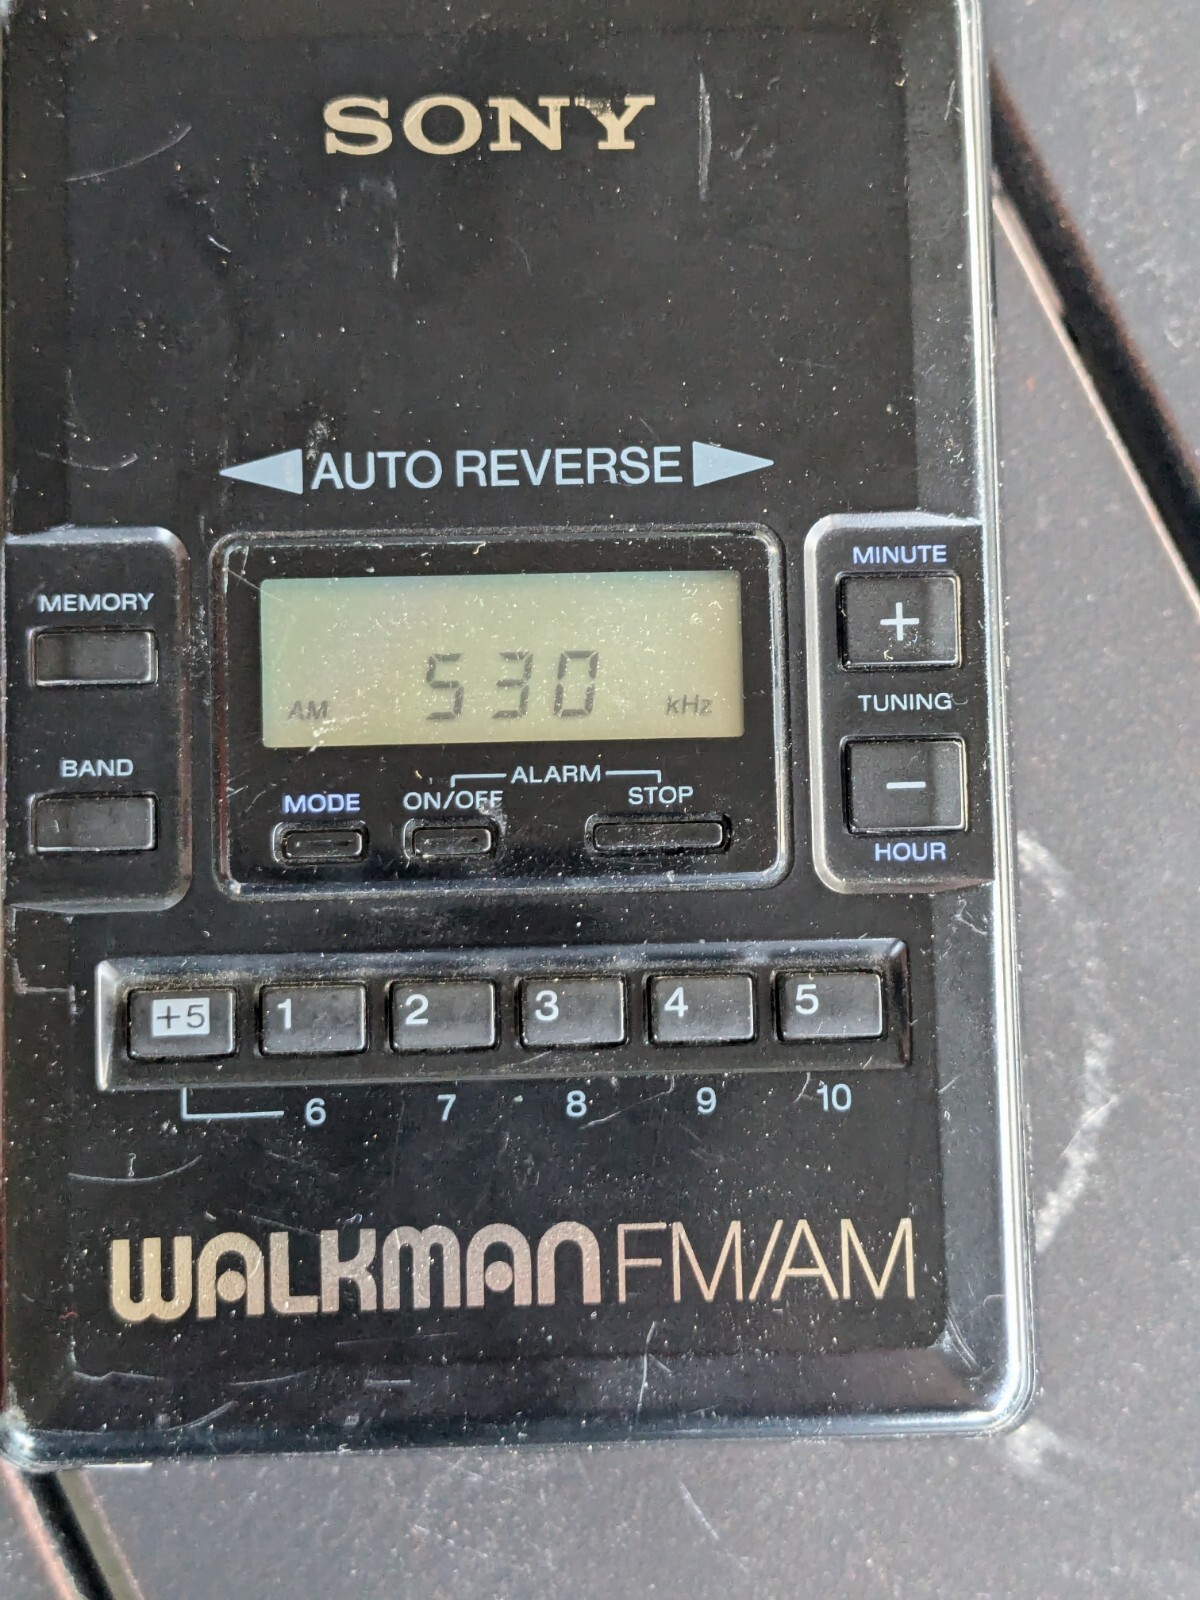 SONY
AUTO REVERSE
MINUTE
MEMORY
+
530
AM
kHz
TUNING
BAND
ALARM
MODE
ON/OFF
STOP
−
HOUR
+5
1
2
3
4
5
6
7
8
9
10
WALKMAN FM/AM